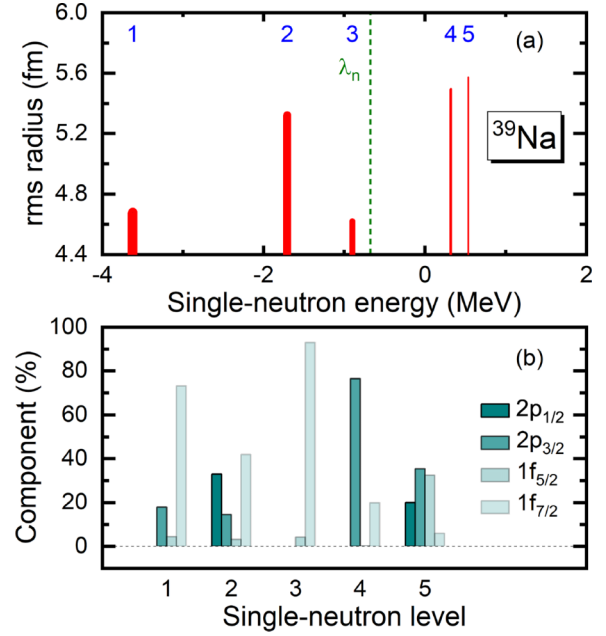 6.0
5.6
5.2
4.8
4.4
rms radius (fm)
1
2
3
4
5
(a)
λn
³⁹Na
-4
-2
0
2
Single-neutron energy (MeV)
100
80
60
40
20
0
Component (%)
(b)
2p1/2
2p3/2
1f5/2
1f7/2
1
2
3
4
5
Single-neutron level